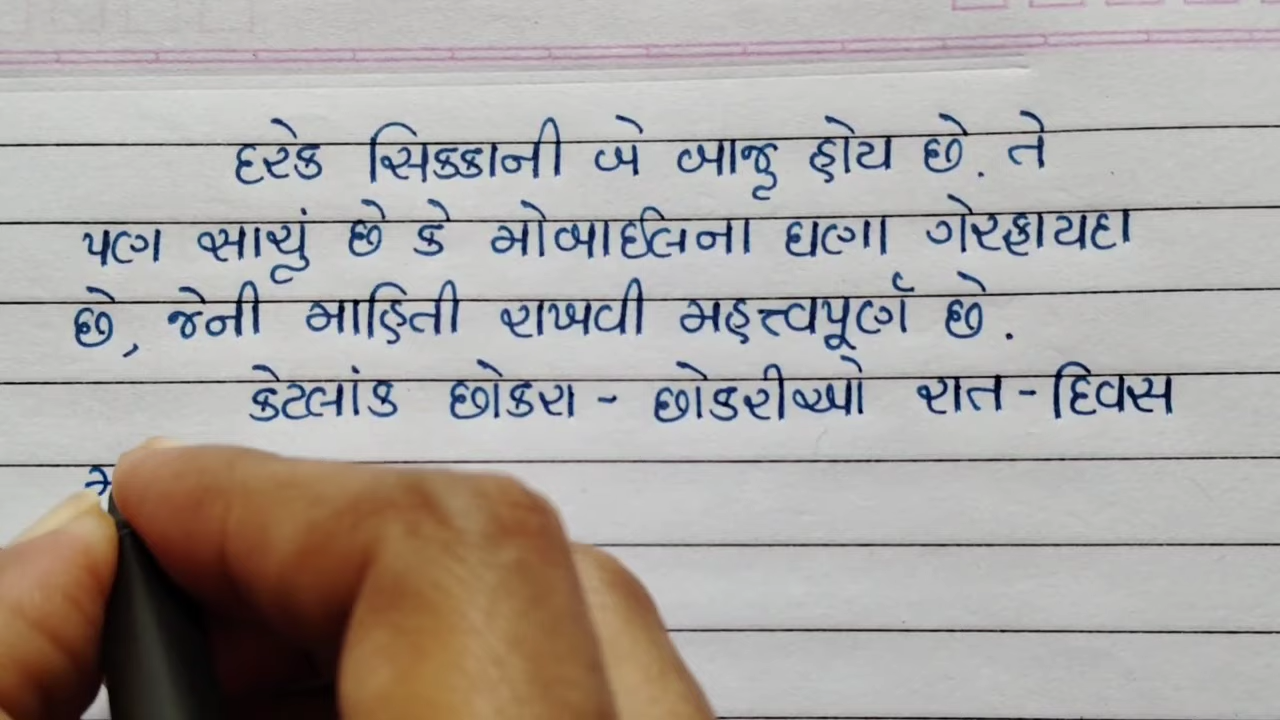 દરેક સિક્કાની બે બાજૂ હોય છે. તે
પણ સાચું છે કે મોબાઈલના ઘણા ગેરફાયદા
છે, જેની માહિતી રાખવી મહત્ત્વપૂર્ણ છે.
કેટલાંક છોકરા - છોકરીઓ રાત - દિવસ